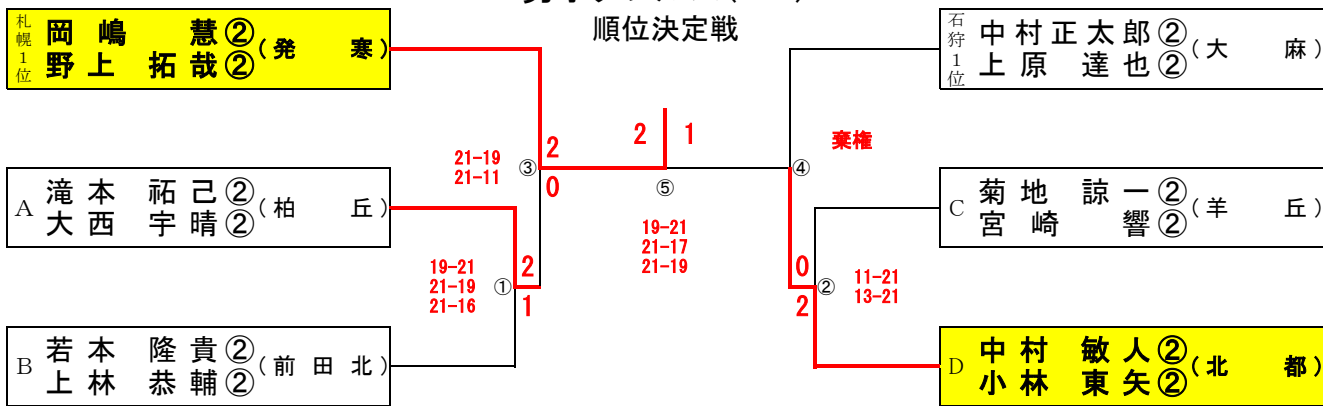 順位決定戦
札幌1位
岡嶋 慧②
野上 拓哉②
(発 寒)
石狩1位
中村正太郎②
上原 達也②
(大 麻)
2 1
棄権
21-19
21-11
③
2
0
④
⑤
A
滝本 祏己②
大西 宇晴②
(柏 丘)
C
菊地 諒一②
宮崎 響②
(羊 丘)
19-21
21-17
21-19
19-21
21-19
21-16
①
2
1
0
2
②
11-21
13-21
B
若本 隆貴②
上林 恭輔②
(前田北)
D
中村 敏人②
小林 東矢②
(北 都)